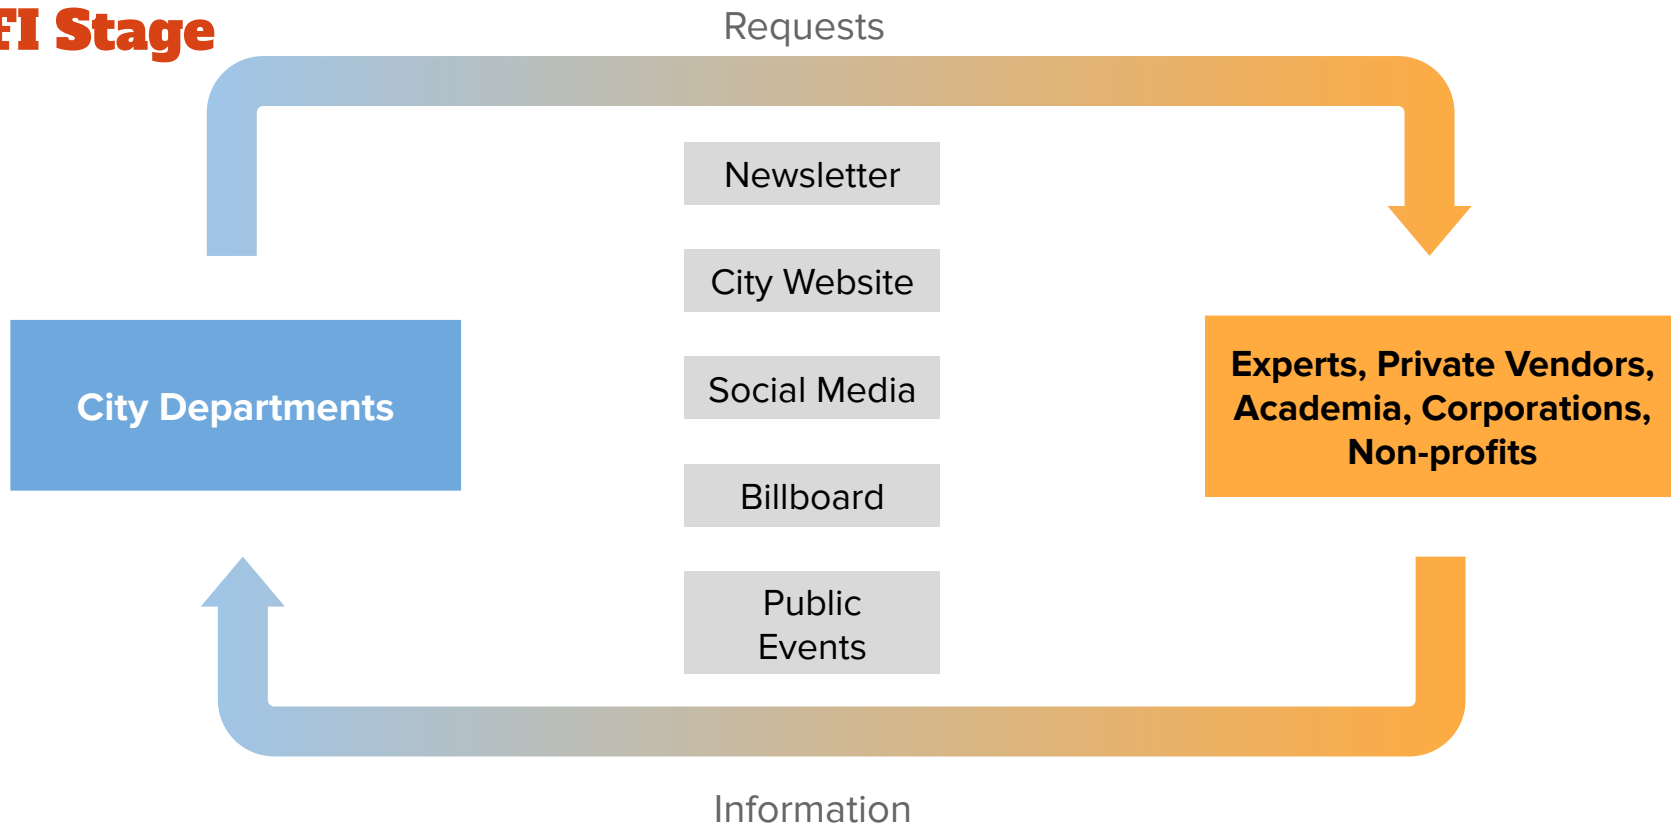 FI Stage
Requests
Newsletter
City Website
Social Media
Billboard
Public
Events
City Departments
Experts, Private Vendors,
Academia, Corporations,
Non-profits
Information